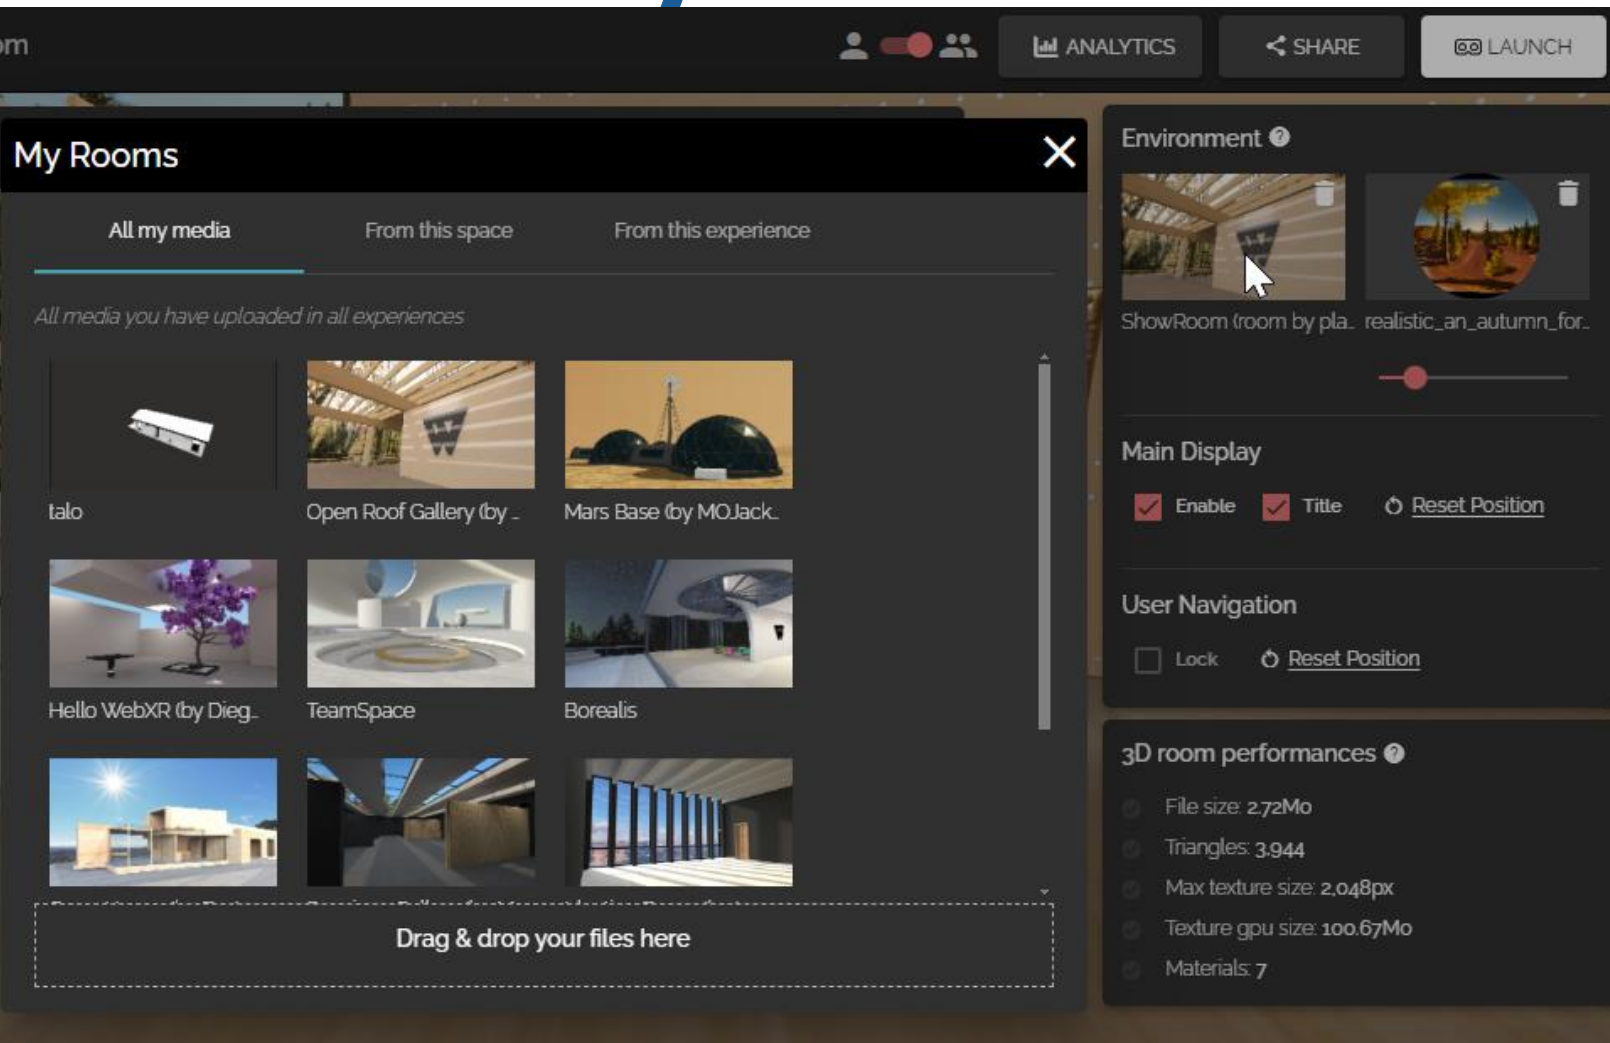 om
ANALYTICS
SHARE
LAUNCH
My Rooms
All my media
From this space
From this experience
All media you have uploaded in all experiences
talo
Open Roof Gallery (by ...
Mars Base (by MOJack...
Hello WebXR (by Dieg...
TeamSpace
Borealis
Drag & drop your files here
Environment
ShowRoom (room by pla...
realistic_an_autumn_for...
Main Display
Enable
Title
Reset Position
User Navigation
Lock
Reset Position
3D room performances
File size: 2.72Mo
Triangles: 3,944
Max texture size: 2,048px
Texture gpu size: 100.67Mo
Materials: 7